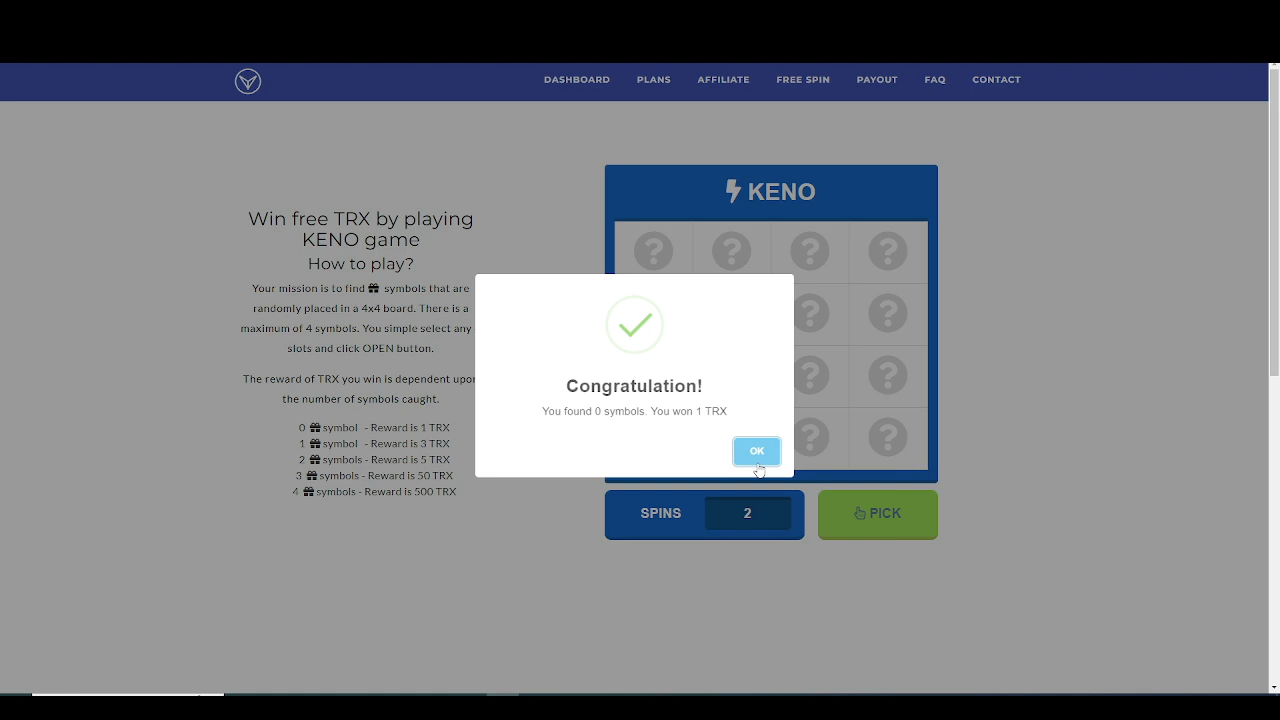 DASHBOARD PLANS AFFILIATE FREE SPIN PAYOUT FAQ CONTACT
KENO
Win free TRX by playing
KENO game
How to play?
Your mission is to find symbols that are
randomly placed in a 4x4 board. There is a
maximum of 4 symbols. You simple select any
slots and click OPEN button.
The reward of TRX you win is dependent upon
the number of symbols caught.
0 symbol - Reward is 1 TRX
1 symbol - Reward is 3 TRX
2 symbols - Reward is 5 TRX
3 symbols - Reward is 50 TRX
4 symbols - Reward is 500 TRX
Congratulation!
You found 0 symbols. You won 1 TRX
OK
SPINS 2
PICK